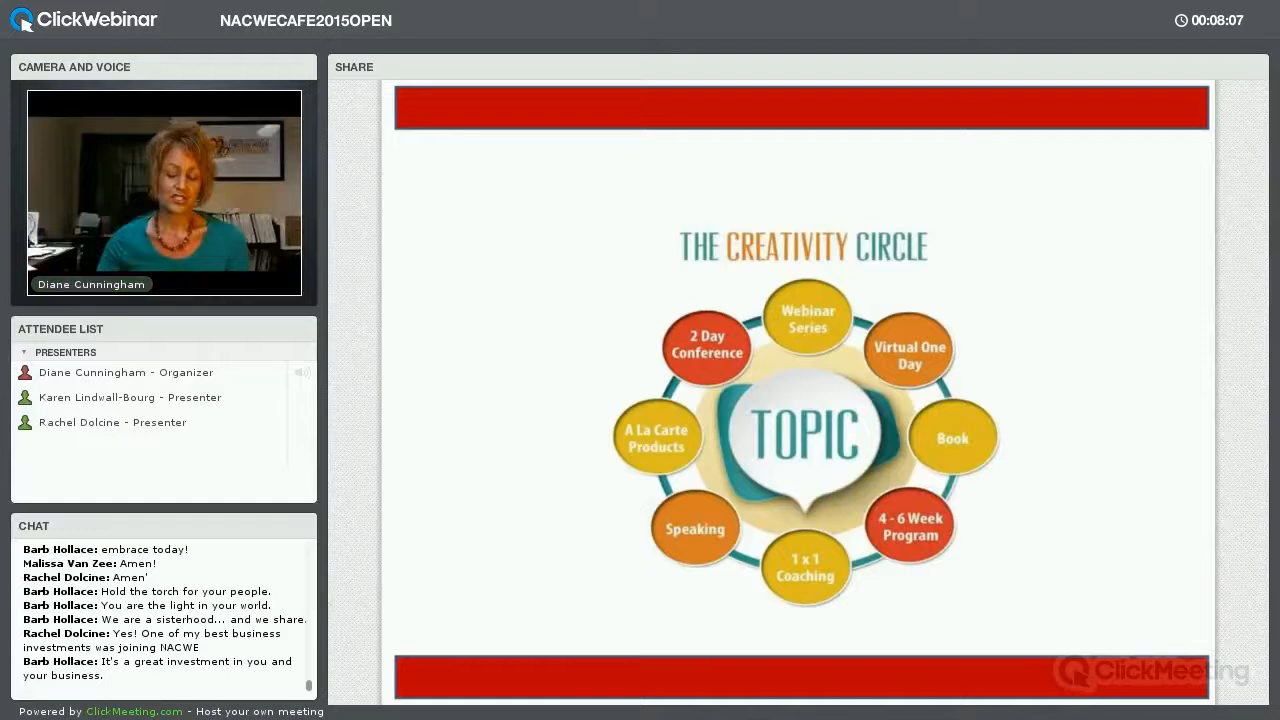 ClickWebinar
NACWECAFE2015OPEN
00:08:07
CAMERA AND VOICE
Diane Cunningham
ATTENDEE LIST
PRESENTERS
Diane Cunningham - Organizer
Karen Lindwall-Bourg - Presenter
Rachel Dolcine - Presenter
CHAT
Barb Hollace: embrace today!
Malissa Van Zee: Amen!
Rachel Dolcine: Amen'
Barb Hollace: Hold the torch for your people.
Barb Hollace: You are the light in your world.
Barb Hollace: We are a sisterhood... and we share.
Rachel Dolcine: Yes! One of my best business
investments was joining NACWE
Barb Hollace: It's a great investment in you and
your business.
SHARE
THE CREATIVITY CIRCLE
Webinar
Series
Virtual One
Day
Book
4 - 6 Week
Program
1 x 1
Coaching
Speaking
A La Carte
Products
2 Day
Conference
TOPIC
ClickMeeting
Powered by ClickMeeting.com - Host your own meeting